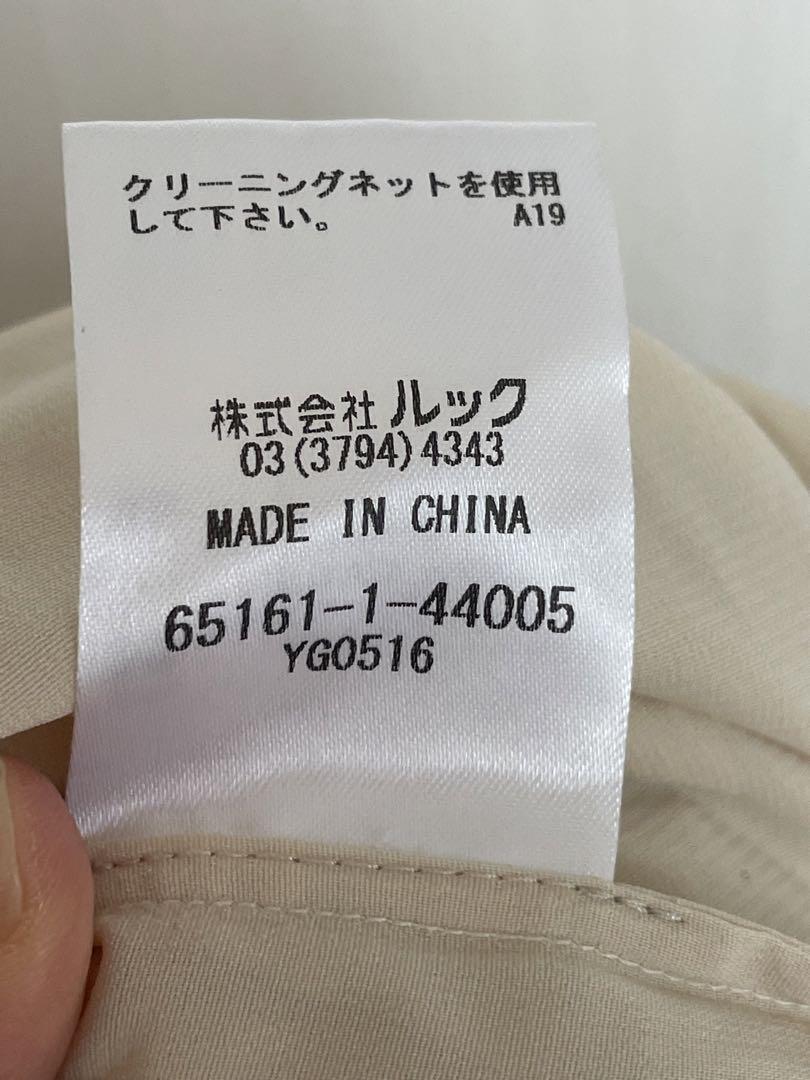 クリーニングネットを使用
して下さい。 A19
株式会社 ルック
03(3794)4343
MADE IN CHINA
65161-1-44005
YG0516